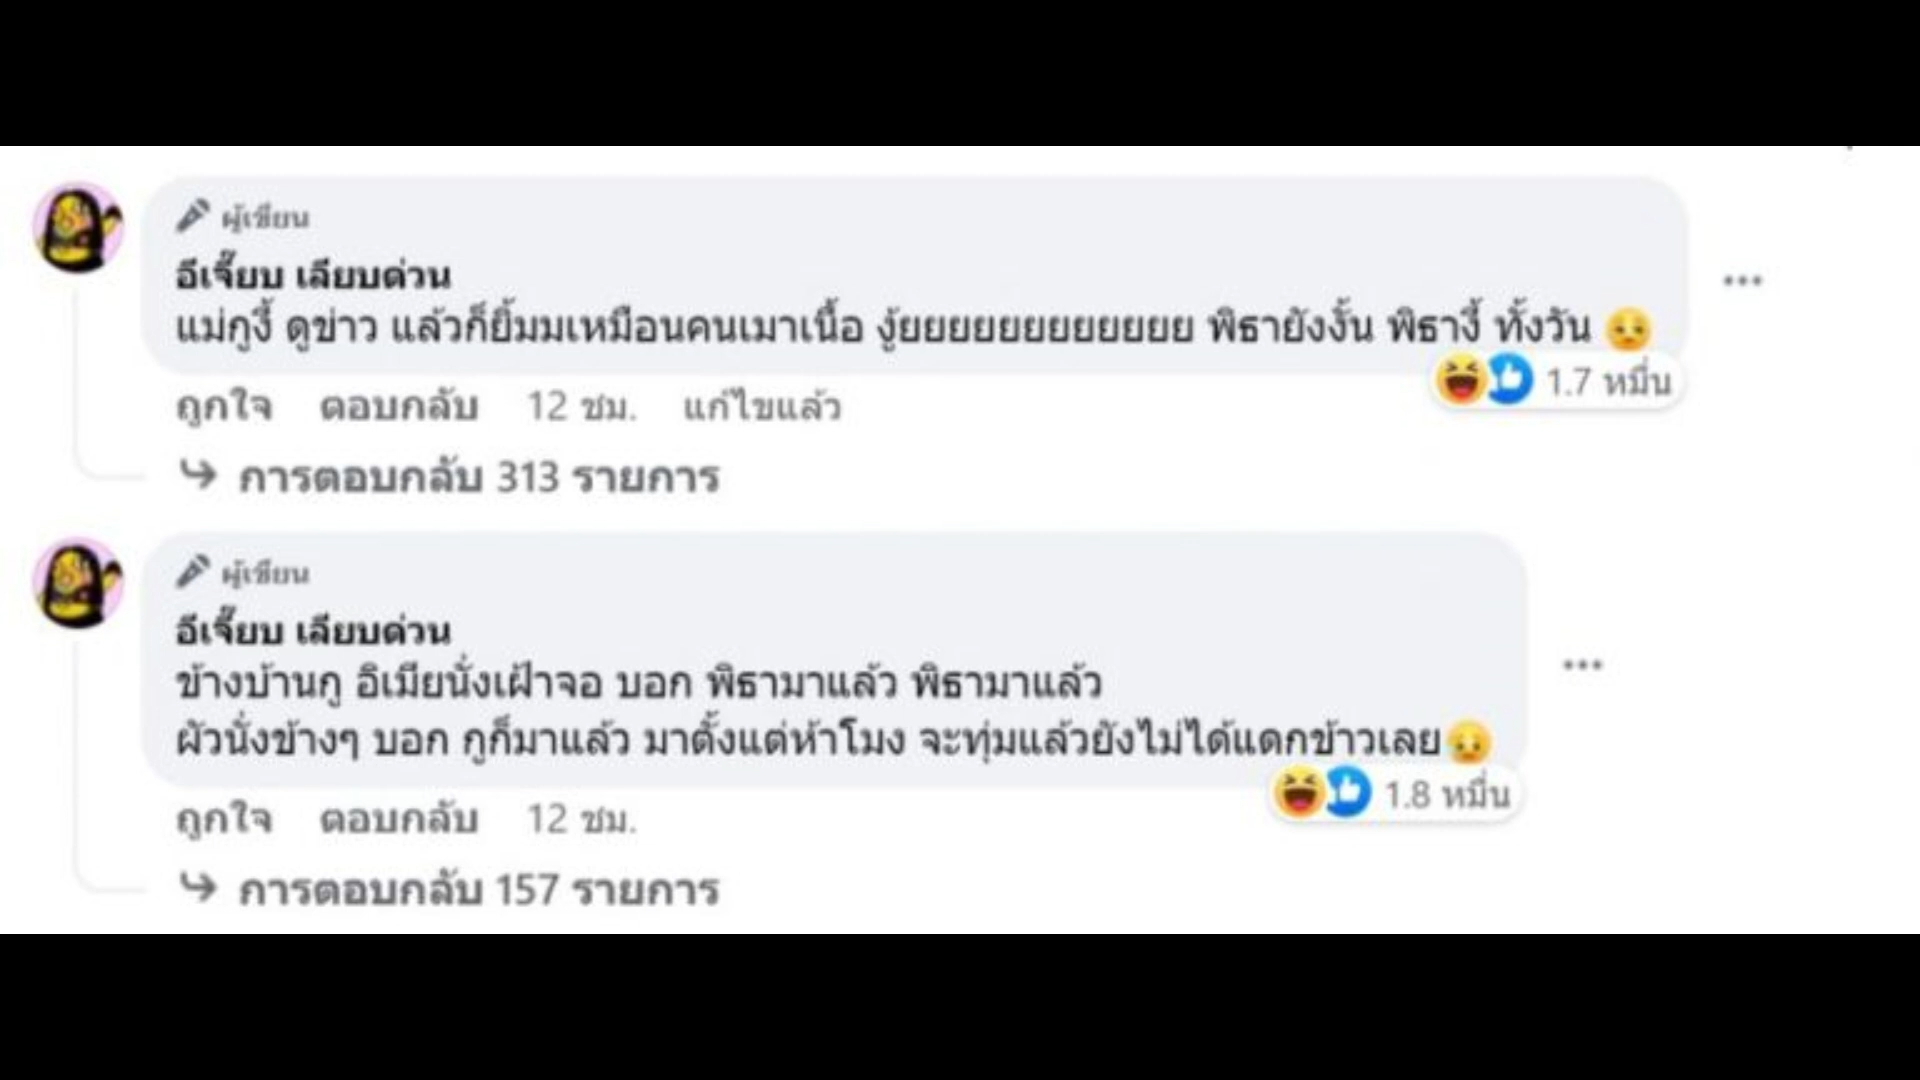 ผู้เขียน
อีเจี๊ยบ เลียบด่วน
แม่กูงี้ ดูข่าว แล้วก็ยิ้มมเหมือนคนเมาเนื้อ งู้ยยยยยยยยยยยย พิธายังงั้น พิธางี้ ทั้งวัน 😔
1.7 หมื่น
ถูกใจ ตอบกลับ 12 ชม. แก้ไขแล้ว
การตอบกลับ 313 รายการ
ผู้เขียน
อีเจี๊ยบ เลียบด่วน
ข้างบ้านกู อิเมียนั่งเฝ้าจอ บอก พิธามาแล้ว พิธามาแล้ว
ผัวนั่งข้างๆ บอก กูก็มาแล้ว มาตั้งแต่ห้าโมง จะทุ่มแล้วยังไม่ได้แดกข้าวเลย😥
1.8 หมื่น
ถูกใจ ตอบกลับ 12 ชม.
การตอบกลับ 157 รายการ